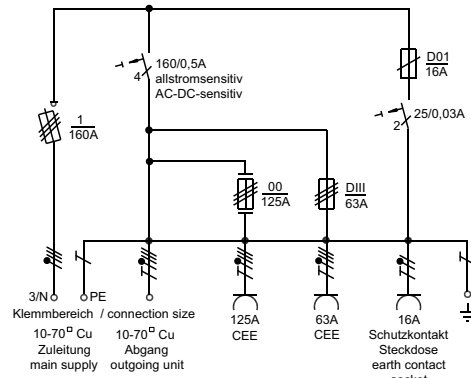 D01
16A
160/0,5A
4
allstromsensitiv
AC-DC-sensitiv
25/0,03A
2
1
160A
00
125A
DIII
63A
3/N
PE
Klemmbereich / connection size
10-70□ Cu
Zuleitung
main supply
10-70□ Cu
Abgang
outgoing unit
125A
CEE
63A
CEE
16A
Schutzkontakt
Steckdose
earth contact
socket